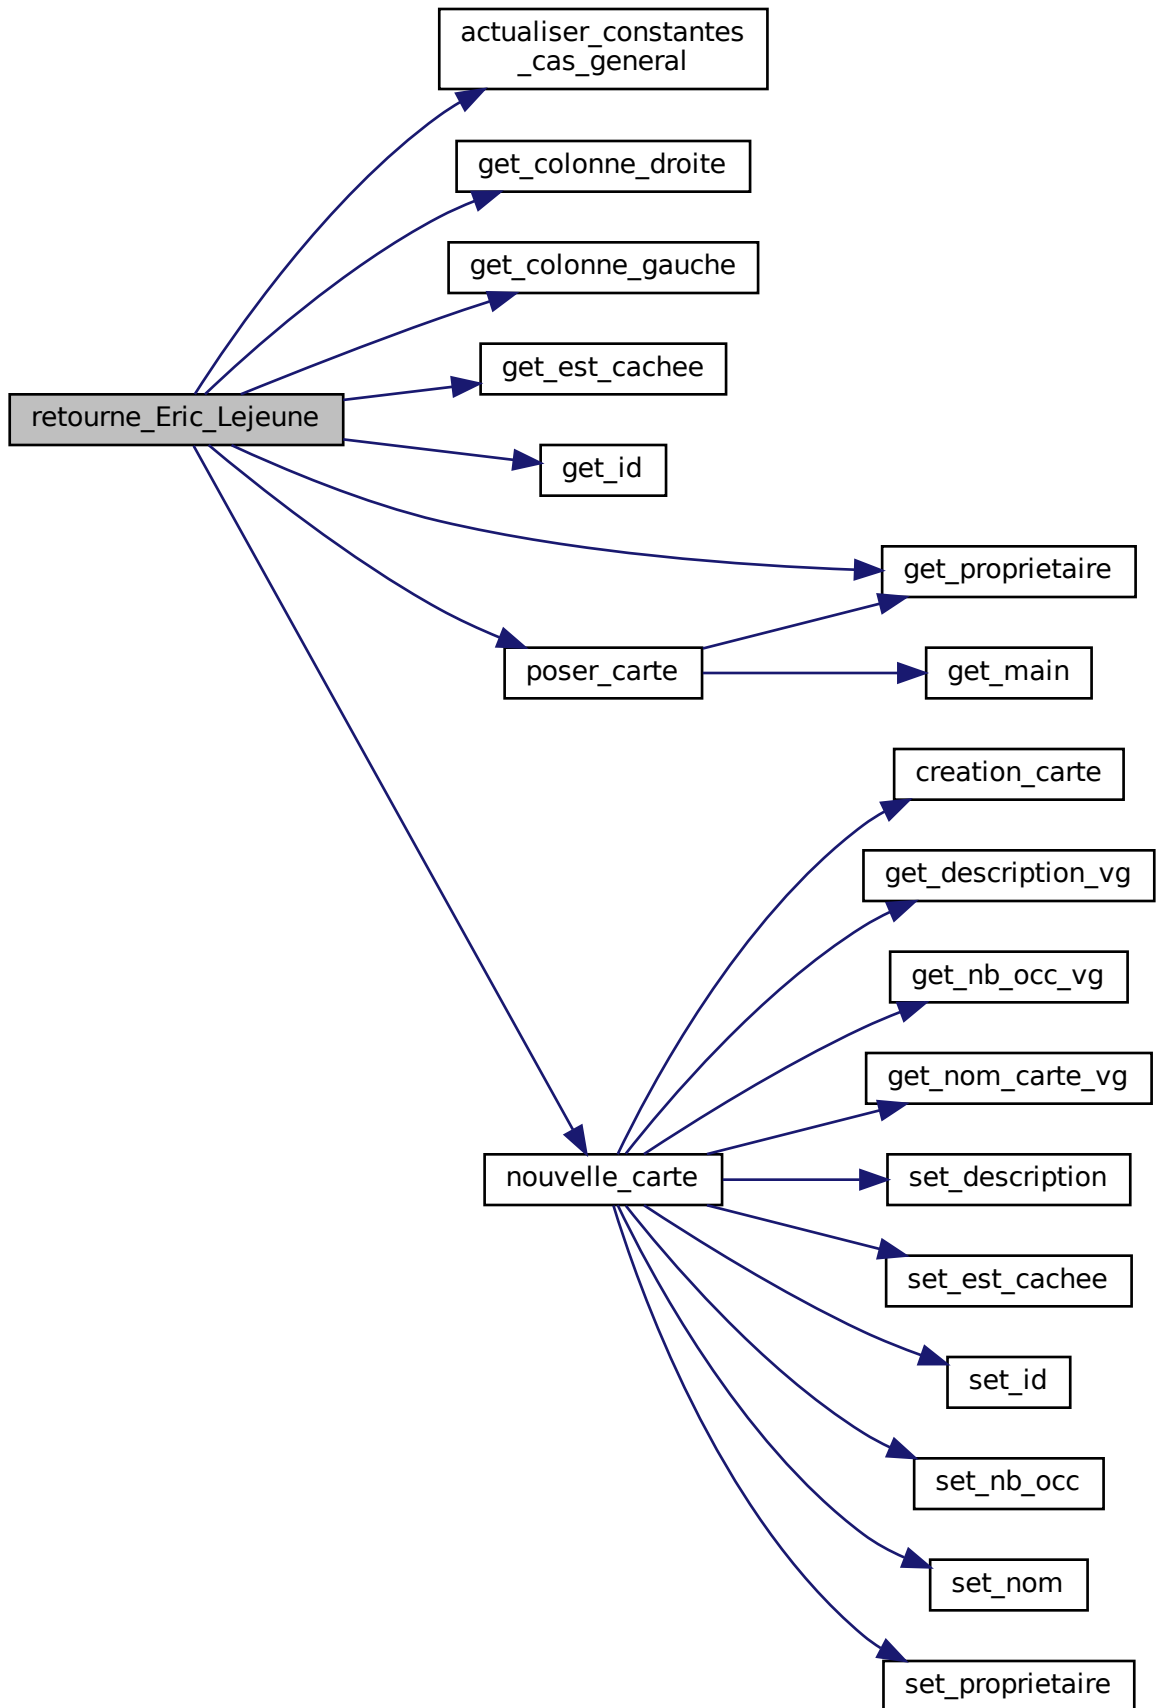 actualiser_constantes
_cas_general
get_colonne_droite
get_colonne_gauche
get_est_cachee
retourne_Eric_Lejeune
get_id
get_proprietaire
poser_carte
get_main
creation_carte
get_description_vg
get_nb_occ_vg
get_nom_carte_vg
nouvelle_carte
set_description
set_est_cachee
set_id
set_nb_occ
set_nom
set_proprietaire